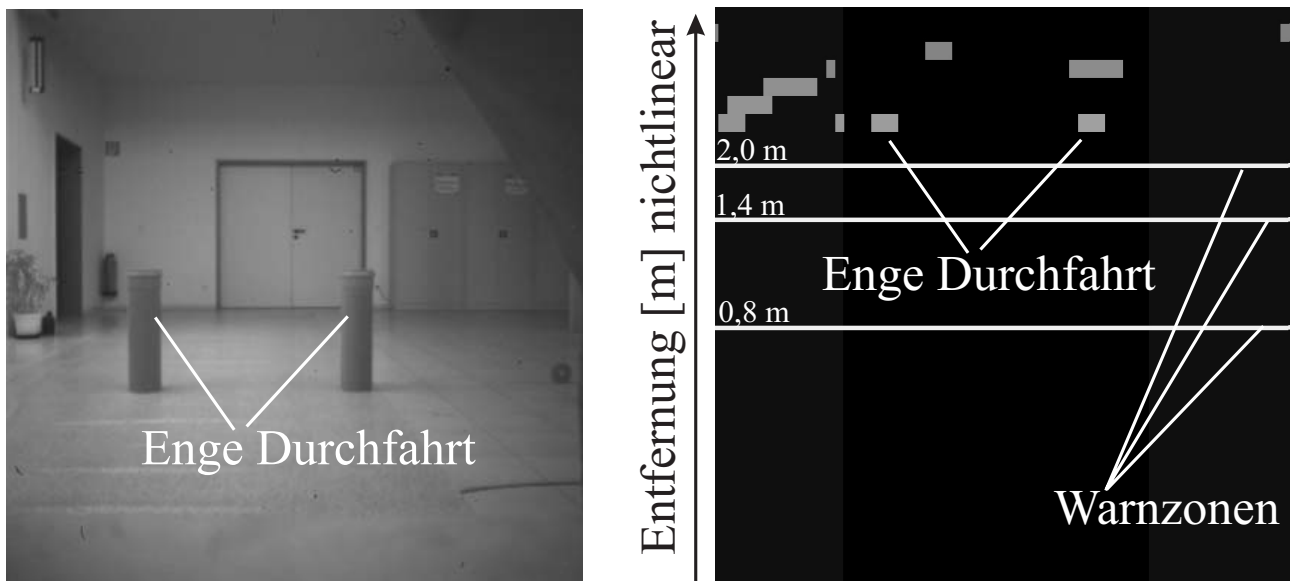 Enge Durchfahrt
Entfernung [m] nichtlinear
2,0 m
1,4 m
Enge Durchfahrt
0,8 m
Warnzonen